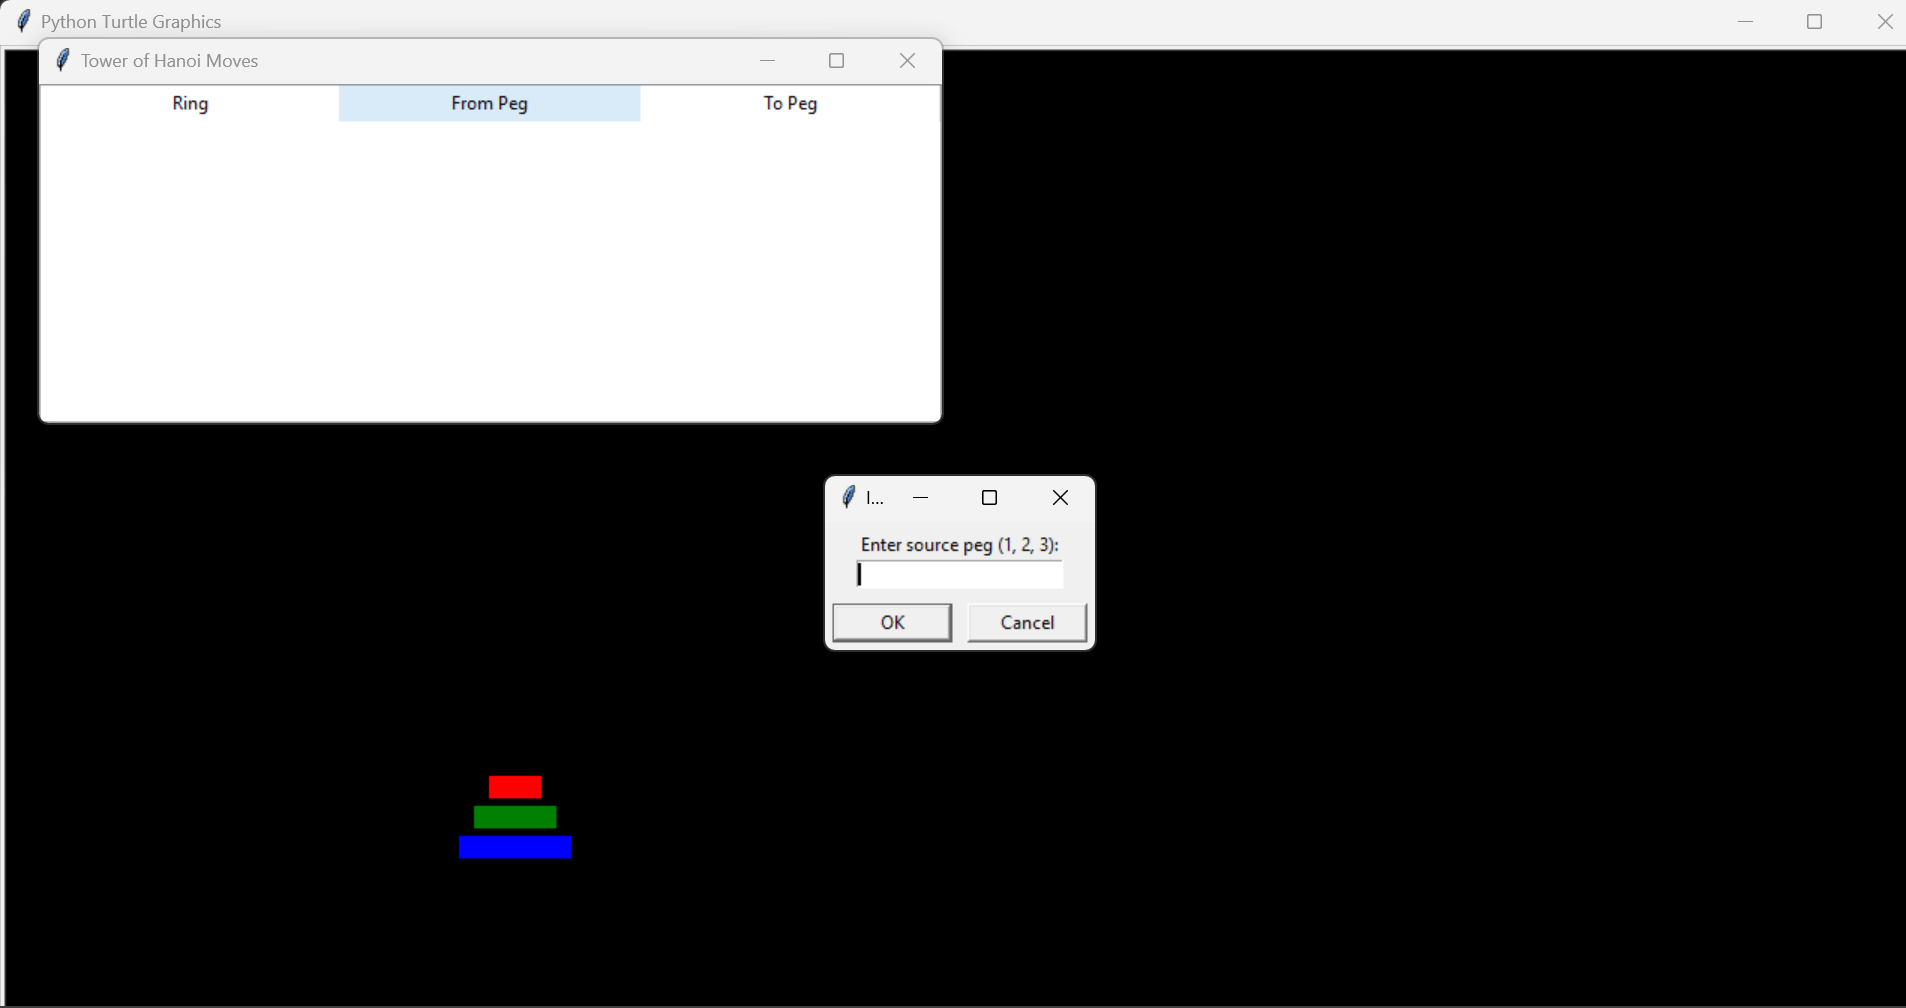 Python Turtle Graphics
Tower of Hanoi Moves
Ring From Peg To Peg
I...
Enter source peg (1, 2, 3):
OK Cancel